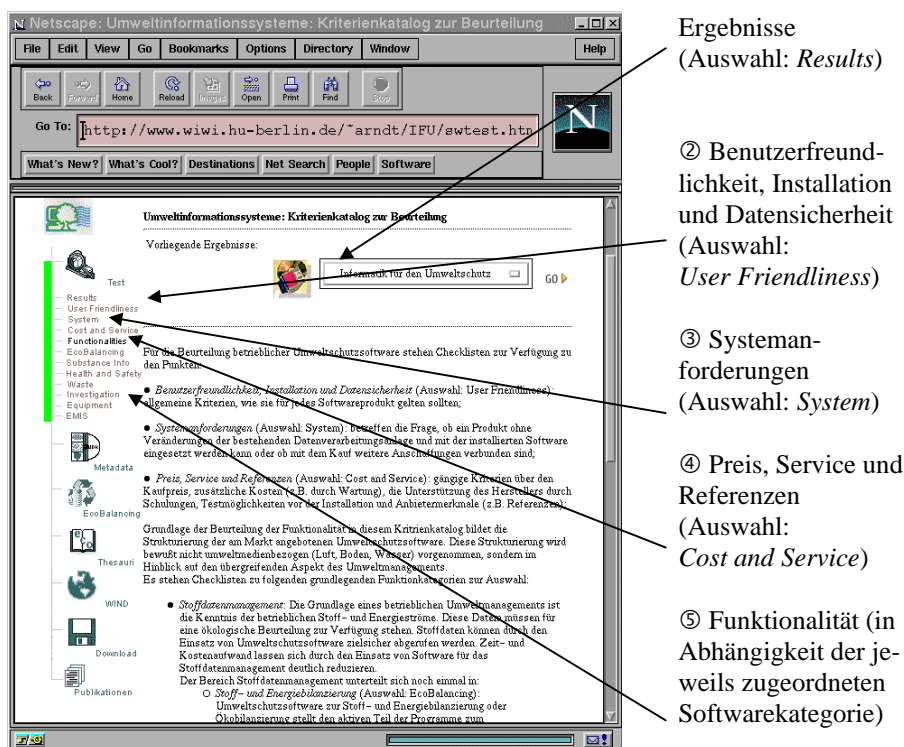 Netscape: Umweltinformationssysteme: Kriterienkatalog zur Beurteilung
File Edit View Go Bookmarks Options Directory Window Help
Back Forward Home Reload Images Open Print Find Stop
Go To: http://www.wiwi.hu-berlin.de/~arndt/IFU/swtest.htm
N
What's New? What's Cool? Destinations Net Search People Software
Umweltinformationssysteme: Kriterienkatalog zur Beurteilung
Vorliegende Ergebnisse:
Informatik für den Umweltschutz
GO
Test
Results
User Friendliness
System
Cost and Service
Functionalities
EcoBalancing
Substance Info
Health and Safety
Waste
Investigation
Equipment
EMIS
Metadata
EcoBalancing
Thesauri
WIND
Download
Publikationen
Für die Beurteilung betrieblicher Umweltschutzsoftware stehen Checklisten zur Verfügung zu
den Punkten:
● Benutzerfreundlichkeit, Installation und Datensicherheit (Auswahl: User Friendliness):
allgemeine Kriterien, wie sie für jedes Softwareprodukt gelten sollten;
● Systemanforderungen (Auswahl: System): betreffen die Frage, ob ein Produkt ohne
Veränderungen der bestehenden Datenverarbeitungsanlage und mit der installierten Software
eingesetzt werden kann oder ob mit dem Kauf weitere Anschaffungen verbunden sind;
● Preis, Service und Referenzen (Auswahl: Cost and Service): gängige Kriterien über den
Kaufpreis, zusätzliche Kosten (z.B. durch Wartung), die Unterstützung des Herstellers durch
Schulungen, Testmöglichkeiten vor der Installation und Anbietermerkmale (z.B. Referenzen);
Grundlage der Beurteilung der Funktionalität in diesem Kritrienkatalog bildet die
Strukturierung der am Markt angebotenen Umweltschutzsoftware. Diese Strukturierung wird
bewußt nicht umweltmedienbezogen (Luft, Boden, Wasser) vorgenommen, sondern im
Hinblick auf den übergreifenden Aspekt des Umweltmanagements.
Es stehen Checklisten zu folgenden grundlegenden Funktionkategorien zur Auswahl:
● Stoffdatenmanagement: Die Grundlage eines betrieblichen Umweltmanagements ist
die Kenntnis der betrieblichen Stoff- und Energieströme. Diese Daten müssen für
eine ökologische Beurteilung zur Verfügung stehen. Stoffdaten können durch den
Einsatz von Umweltschutzsoftware zielsicher abgerufen werden. Zeit- und
Kostenaufwand lassen sich durch den Einsatz von Software für das
Stoffdatenmanagement deutlich reduzieren.
Der Bereich Stoffdatenmanagement unterteilt sich noch einmal in:
○ Stoff- und Energiebilanzierung (Auswahl: EcoBalancing):
Umweltschutzsoftware zur Stoff- und Energiebilanzierung oder
Ökobilanzierung stellt den aktiven Teil der Programme zum
Ergebnisse
(Auswahl: Results)
② Benutzerfreund-
lichkeit, Installation
und Datensicherheit
(Auswahl:
User Friendliness)
③ Systeman-
forderungen
(Auswahl: System)
④ Preis, Service und
Referenzen
(Auswahl:
Cost and Service)
⑤ Funktionalität (in
Abhängigkeit der je-
weils zugeordneten
Softwarekategorie)